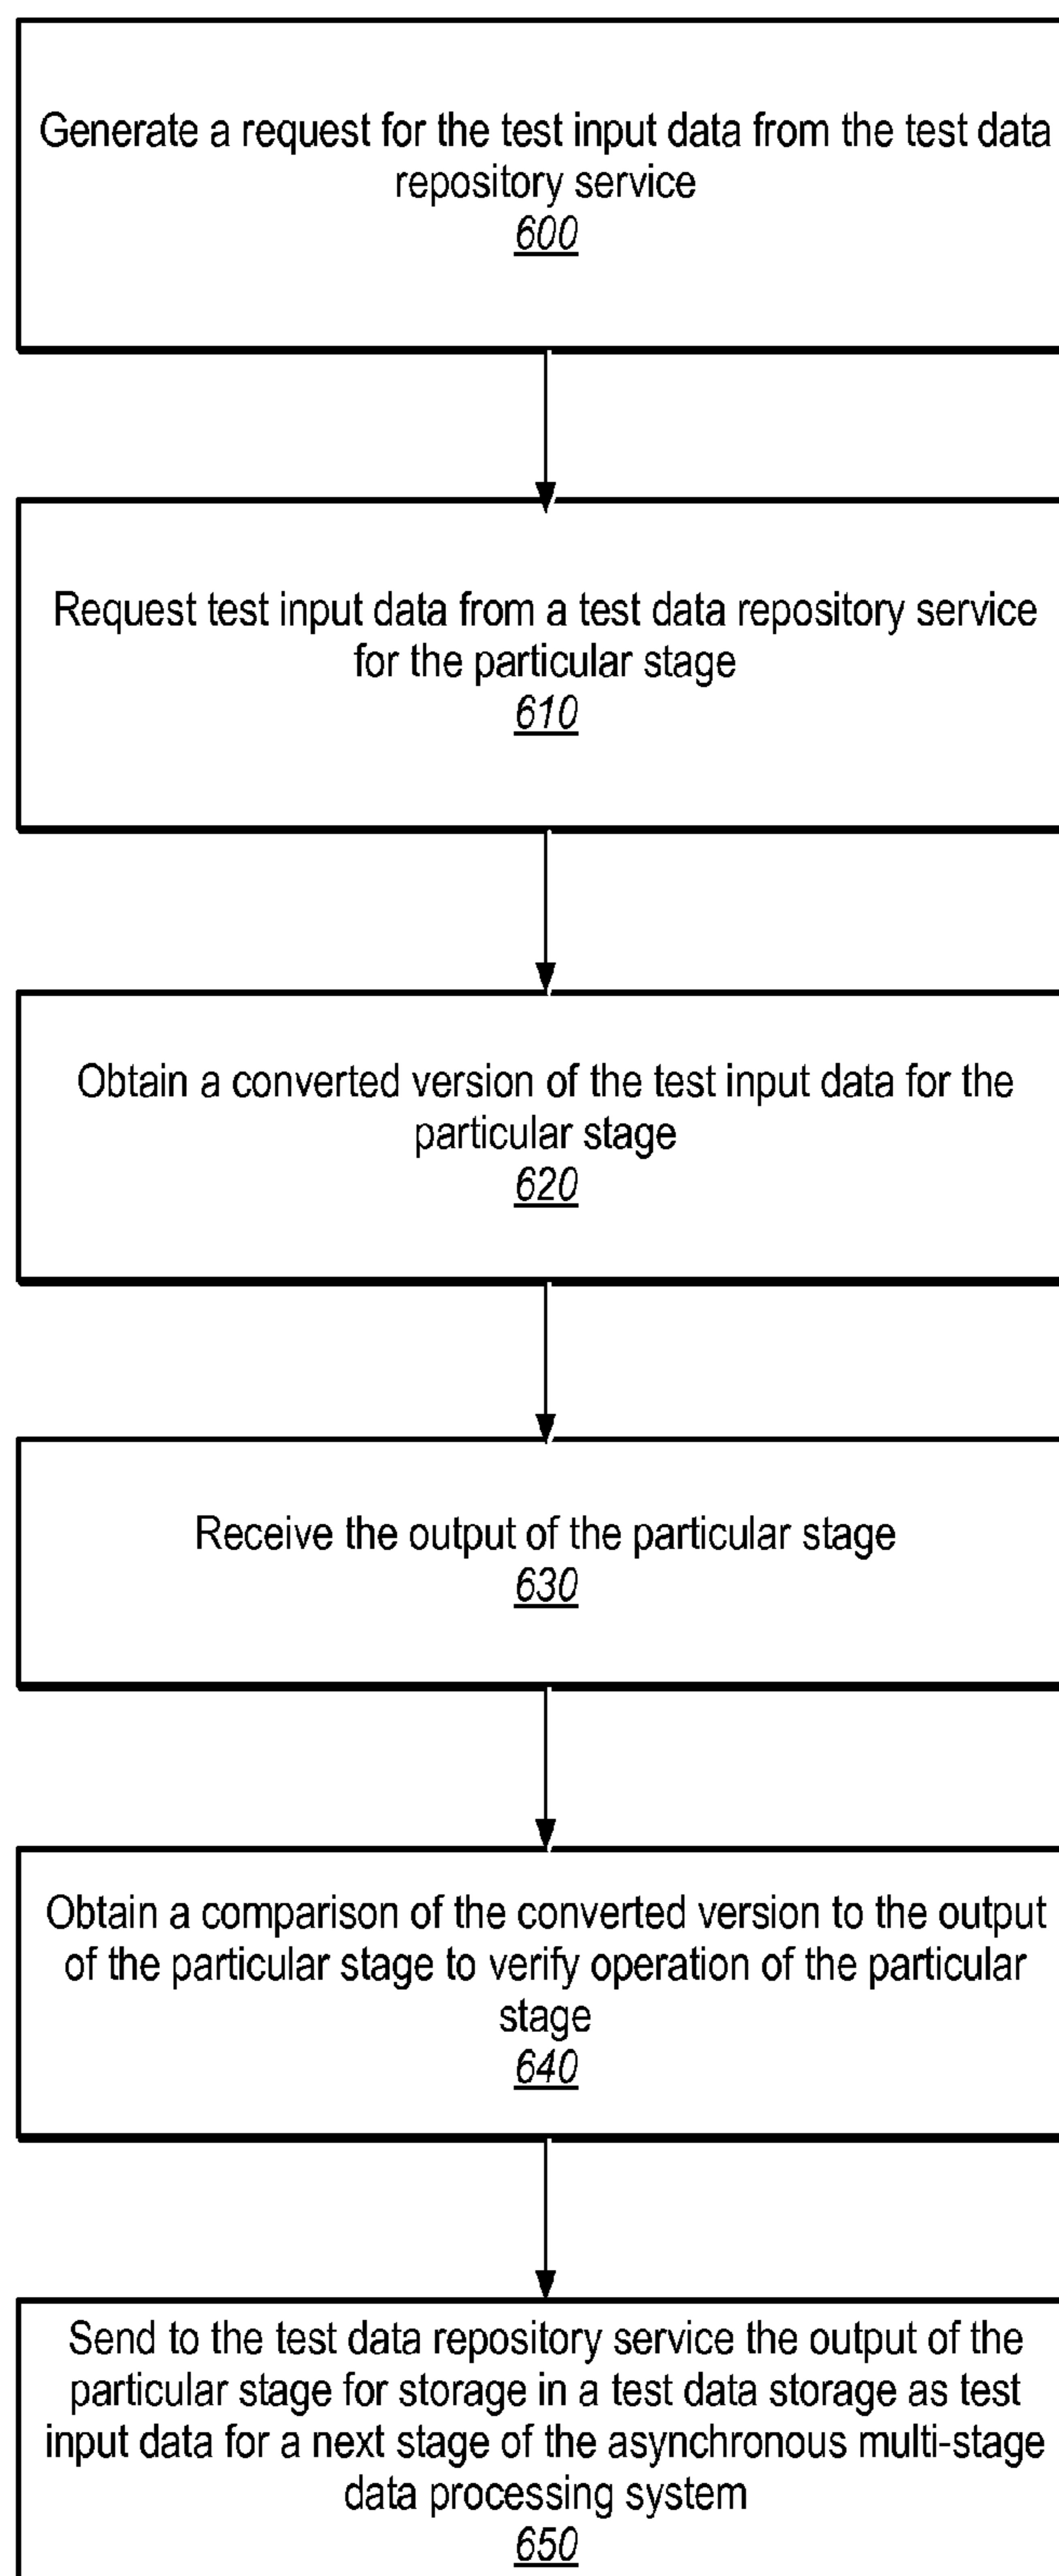 Generate a request for the test input data from the test data
repository service
600
Request test input data from a test data repository service
for the particular stage
610
Obtain a converted version of the test input data for the
particular stage
620
Receive the output of the particular stage
630
Obtain a comparison of the converted version to the output
of the particular stage to verify operation of the particular
stage
640
Send to the test data repository service the output of the
particular stage for storage in a test data storage as test
input data for a next stage of the asynchronous multi-stage
data processing system
650